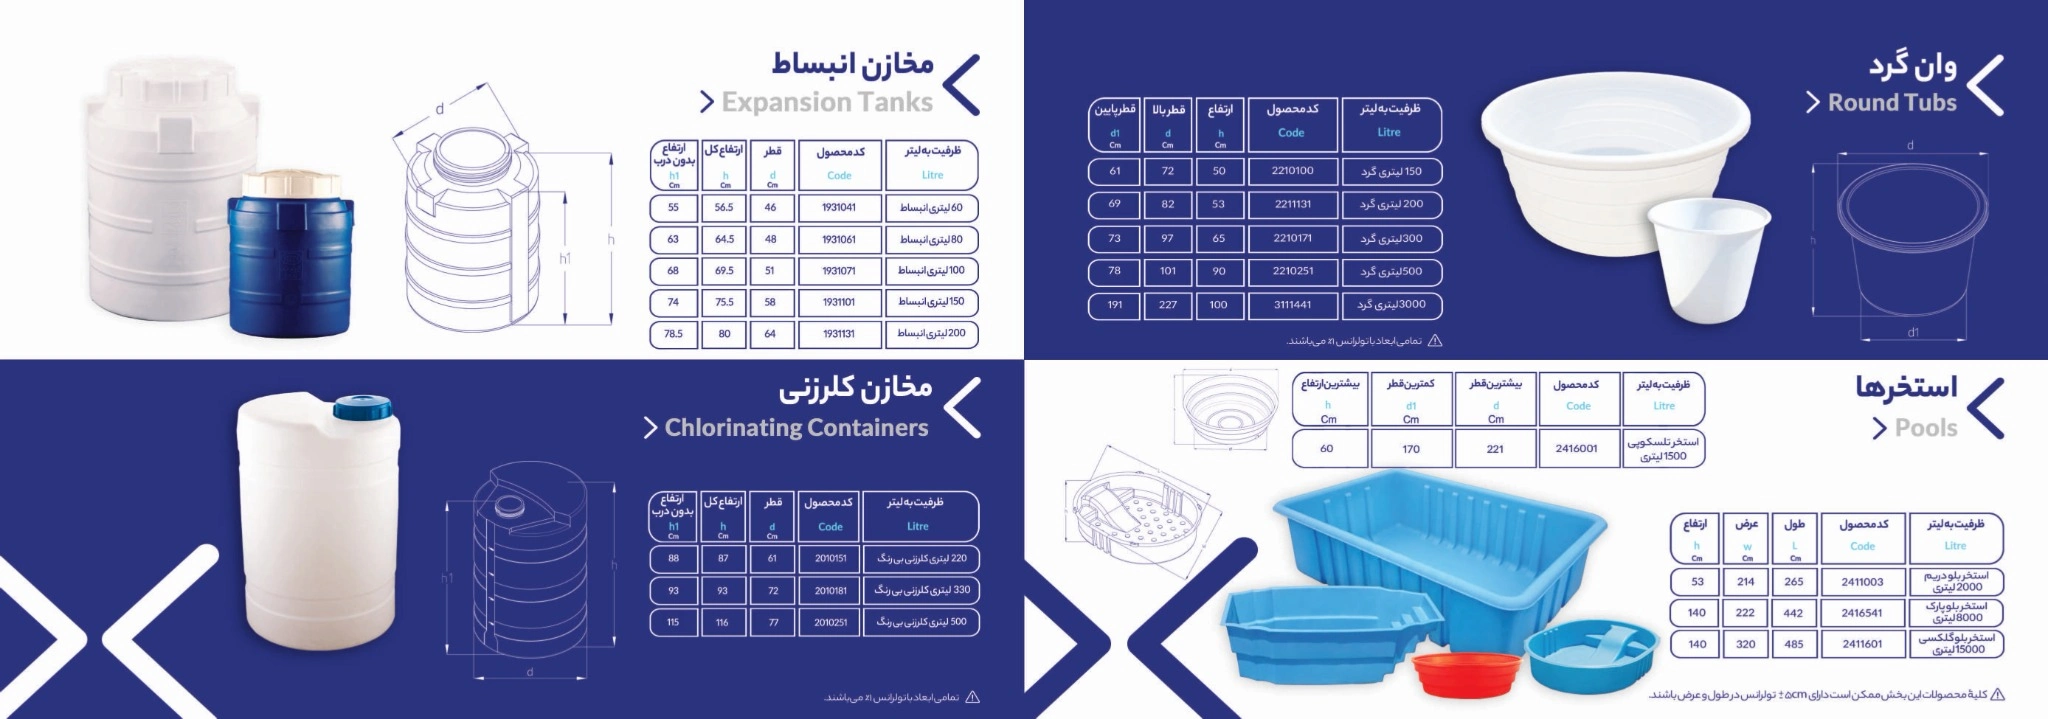 مخازن انبساط
Expansion Tanks
ظرفیت به لیتر Litre | کد محصول Code | قطر d Cm | ارتفاع کل h Cm | ارتفاع بدون درب h1 Cm
60 لیتری انبساط | 1931041 | 46 | 56.5 | 55
80 لیتری انبساط | 1931061 | 48 | 64.5 | 63
100 لیتری انبساط | 1931071 | 51 | 69.5 | 68
150 لیتری انبساط | 1931101 | 58 | 75.5 | 74
200 لیتری انبساط | 1931131 | 64 | 80 | 78.5
d
h1
h
وان گرد
Round Tubs
ظرفیت به لیتر Litre | کد محصول Code | ارتفاع h Cm | قطر بالا d Cm | قطر پایین d1 Cm
150 لیتری گرد | 2210100 | 50 | 72 | 61
200 لیتری گرد | 2211131 | 53 | 82 | 69
300 لیتری گرد | 2210171 | 65 | 97 | 73
500 لیتری گرد | 2210251 | 90 | 101 | 78
3000 لیتری گرد | 3111441 | 100 | 227 | 191
تمامی ابعاد با تولرانس ٪۱ می‌باشند.
d
h
d1
مخازن کلرزنی
Chlorinating Containers
ظرفیت به لیتر Litre | کد محصول Code | قطر d Cm | ارتفاع کل h Cm | ارتفاع بدون درب h1 Cm
220 لیتری کلرزنی بی رنگ | 2010151 | 61 | 87 | 88
330 لیتری کلرزنی بی رنگ | 2010181 | 72 | 93 | 93
500 لیتری کلرزنی بی رنگ | 2010251 | 77 | 116 | 115
h1
h
d
تمامی ابعاد با تولرانس ٪۱ می‌باشند.
استخرها
Pools
ظرفیت به لیتر Litre | کد محصول Code | بیشترین قطر d Cm | کمترین قطر d1 Cm | بیشترین ارتفاع h Cm
استخر تلسکوپی 1500 لیتری | 2416001 | 221 | 170 | 60
ظرفیت به لیتر Litre | کد محصول Code | طول L Cm | عرض w Cm | ارتفاع h Cm
استخر بلو دریم 2000 لیتری | 2411003 | 265 | 214 | 53
استخر بلو پارک 8000 لیتری | 2416541 | 442 | 222 | 140
استخر بلو گلکسی 15000 لیتری | 2411601 | 485 | 320 | 140
کلیهٔ محصولات این بخش ممکن است دارای ۵cm ± تولرانس در طول و عرض باشند.